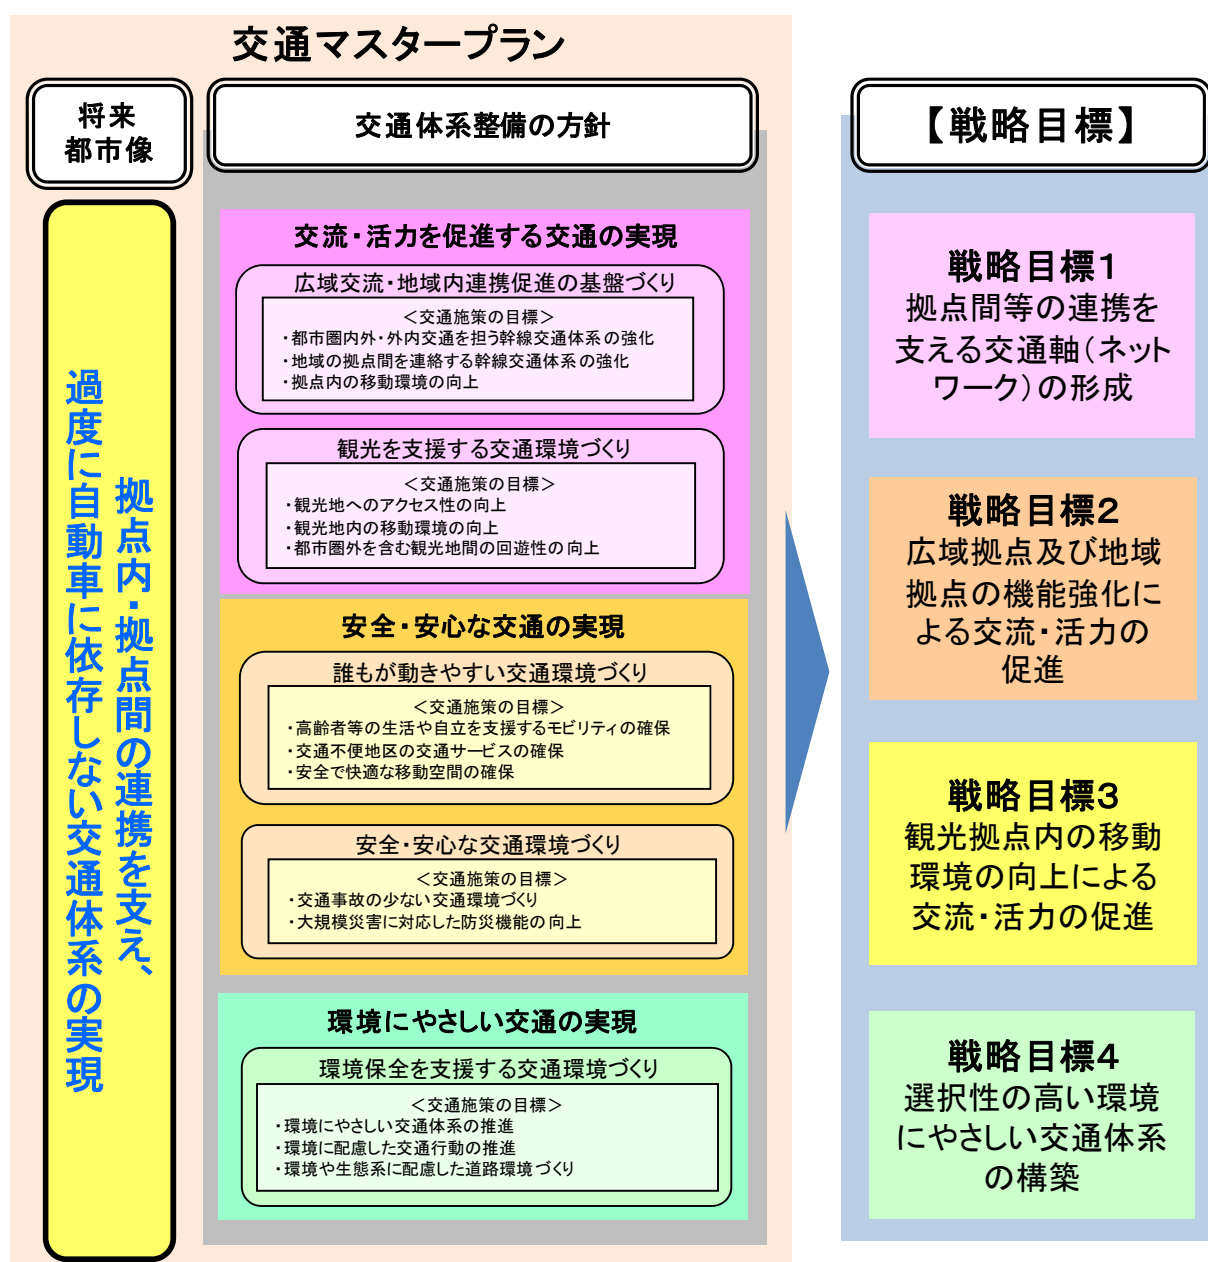 交通マスタープラン
将来
都市像
拠点内・拠点間の連携を支え、
過度に自動車に依存しない交通体系の実現
交通体系整備の方針
交流・活力を促進する交通の実現
広域交流・地域内連携促進の基盤づくり
＜交通施策の目標＞
・都市圏内外・外内交通を担う幹線交通体系の強化
・地域の拠点間を連絡する幹線交通体系の強化
・拠点内の移動環境の向上
観光を支援する交通環境づくり
＜交通施策の目標＞
・観光地へのアクセス性の向上
・観光地内の移動環境の向上
・都市圏外を含む観光地間の回遊性の向上
安全・安心な交通の実現
誰もが動きやすい交通環境づくり
＜交通施策の目標＞
・高齢者等の生活や自立を支援するモビリティの確保
・交通不便地区の交通サービスの確保
・安全で快適な移動空間の確保
安全・安心な交通環境づくり
＜交通施策の目標＞
・交通事故の少ない交通環境づくり
・大規模災害に対応した防災機能の向上
環境にやさしい交通の実現
環境保全を支援する交通環境づくり
＜交通施策の目標＞
・環境にやさしい交通体系の推進
・環境に配慮した交通行動の推進
・環境や生態系に配慮した道路環境づくり
【戦略目標】
戦略目標１
拠点間等の連携を
支える交通軸（ネット
ワーク）の形成
戦略目標２
広域拠点及び地域
拠点の機能強化に
よる交流・活力の
促進
戦略目標３
観光拠点内の移動
環境の向上による
交流・活力の促進
戦略目標４
選択性の高い環境
にやさしい交通体系
の構築